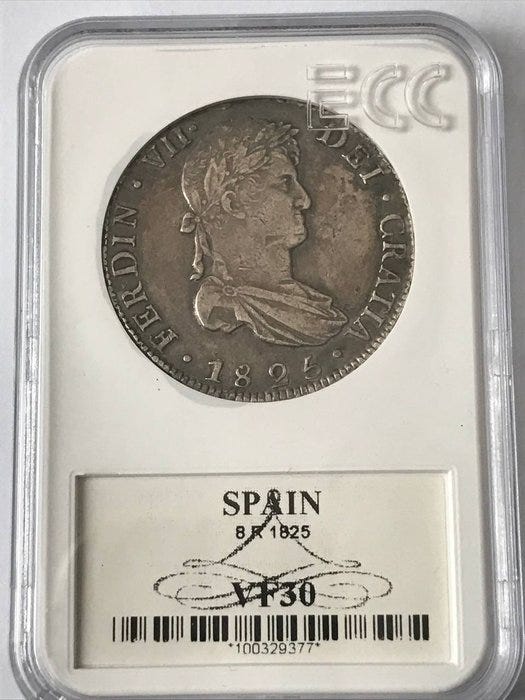 ECC
FERDIN · VII · DEI · GRATIA
· 1825 ·
SPAIN
8 R 1825
VF30
*100329377*